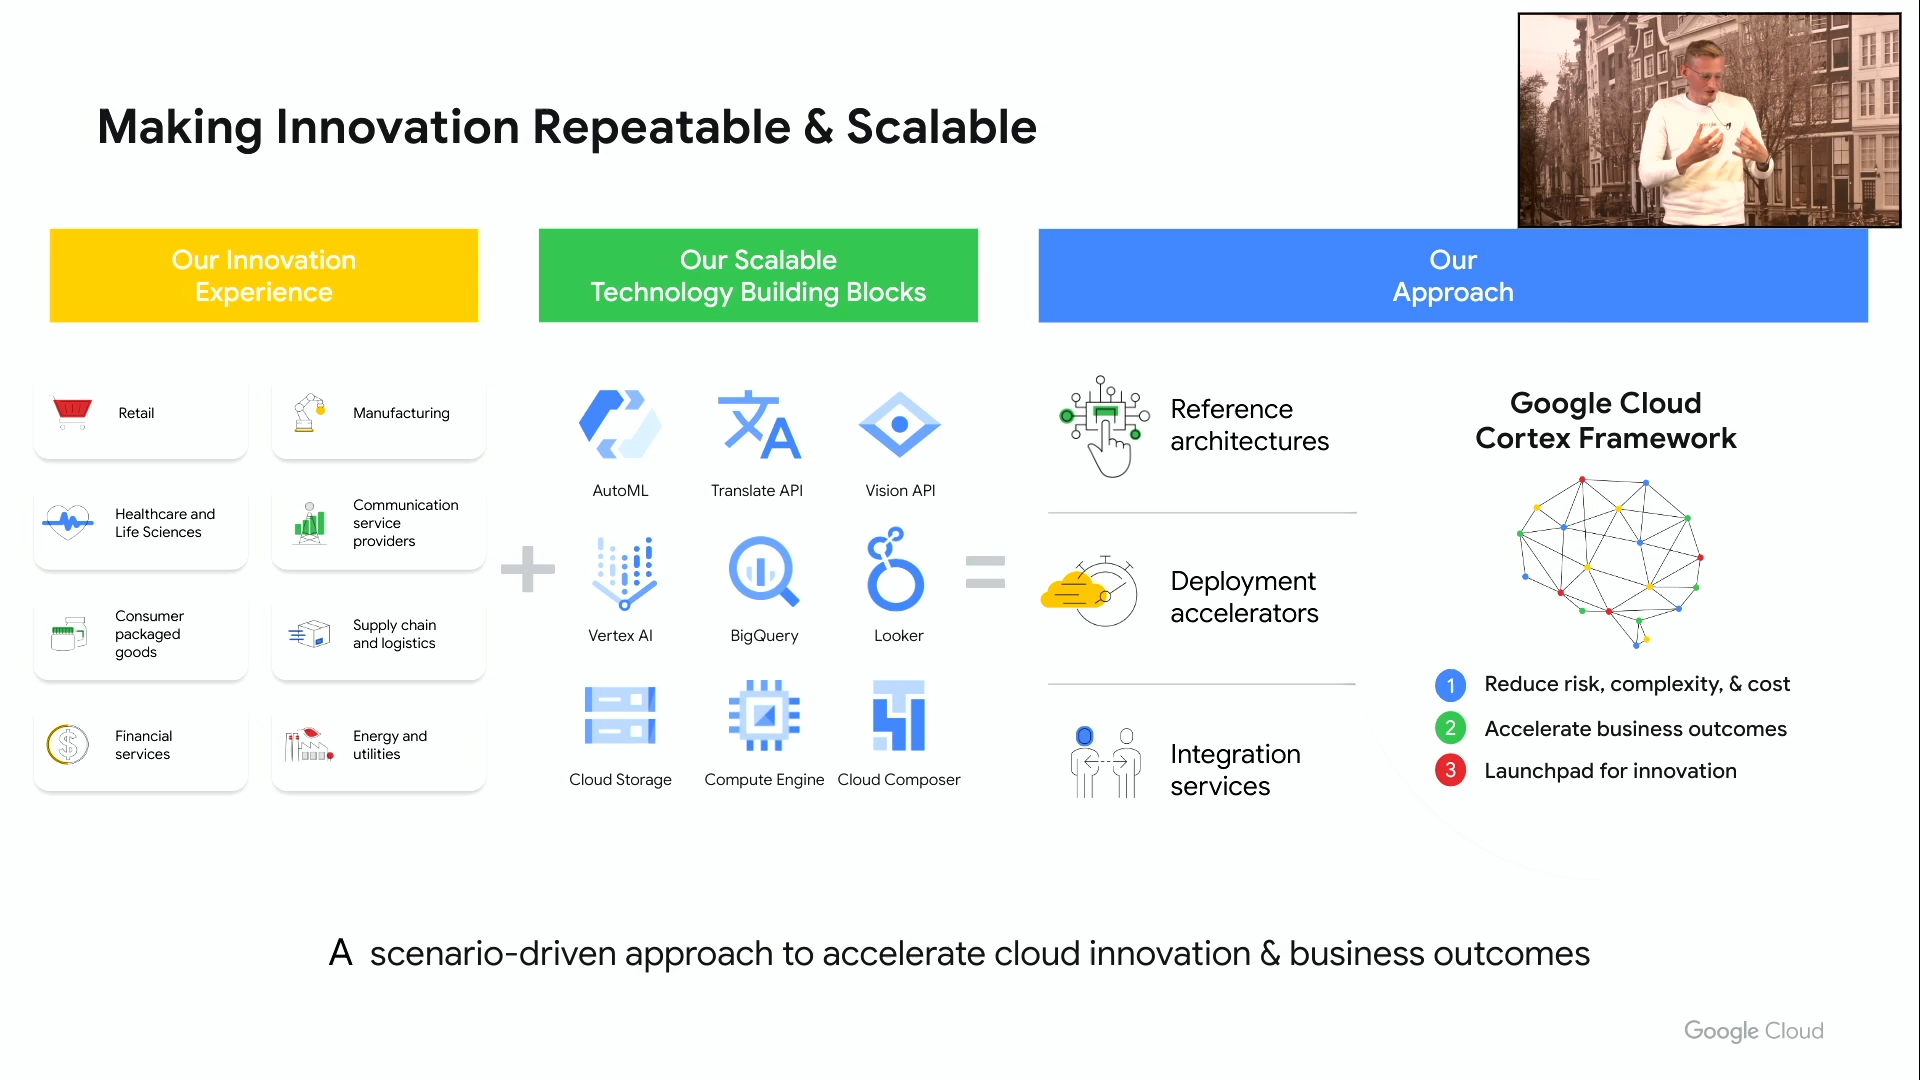 Making Innovation Repeatable & Scalable
Our Innovation
Experience
Our Scalable
Technology Building Blocks
Our
Approach
Retail
Manufacturing
Healthcare and
Life Sciences
Communication
service
providers
Consumer
packaged
goods
Supply chain
and logistics
Financial
services
Energy and
utilities
AutoML
Translate API
Vision API
Vertex AI
BigQuery
Looker
Cloud Storage
Compute Engine
Cloud Composer
Reference
architectures
Deployment
accelerators
Integration
services
Google Cloud
Cortex Framework
1 Reduce risk, complexity, & cost
2 Accelerate business outcomes
3 Launchpad for innovation
A scenario-driven approach to accelerate cloud innovation & business outcomes
Google Cloud